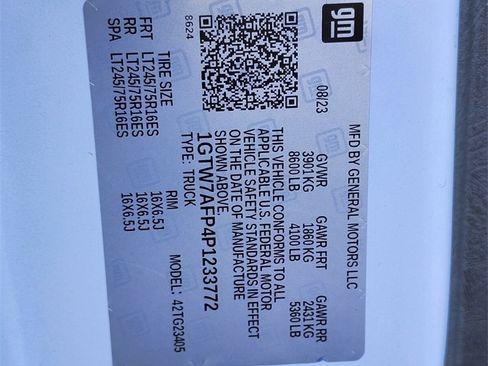 gm
8624
MFD BY GENERAL MOTORS LLC
08/23 GVWR GAWR FRT GAWR RR
3901 KG 1860 KG 2431 KG
8600 LB 4100 LB 5360 LB
THIS VEHICLE CONFORMS TO ALL
APPLICABLE U.S. FEDERAL MOTOR
VEHICLE SAFETY STANDARDS IN EFFECT
ON THE DATE OF MANUFACTURE
SHOWN ABOVE.
1GTW7AFP4P1233772
TYPE: TRUCK MODEL: 42TG23405
TIRE SIZE RIM
FRT LT245/75R16ES 16X6.5J
RR LT245/75R16ES 16X6.5J
SPA LT245/75R16ES 16X6.5J